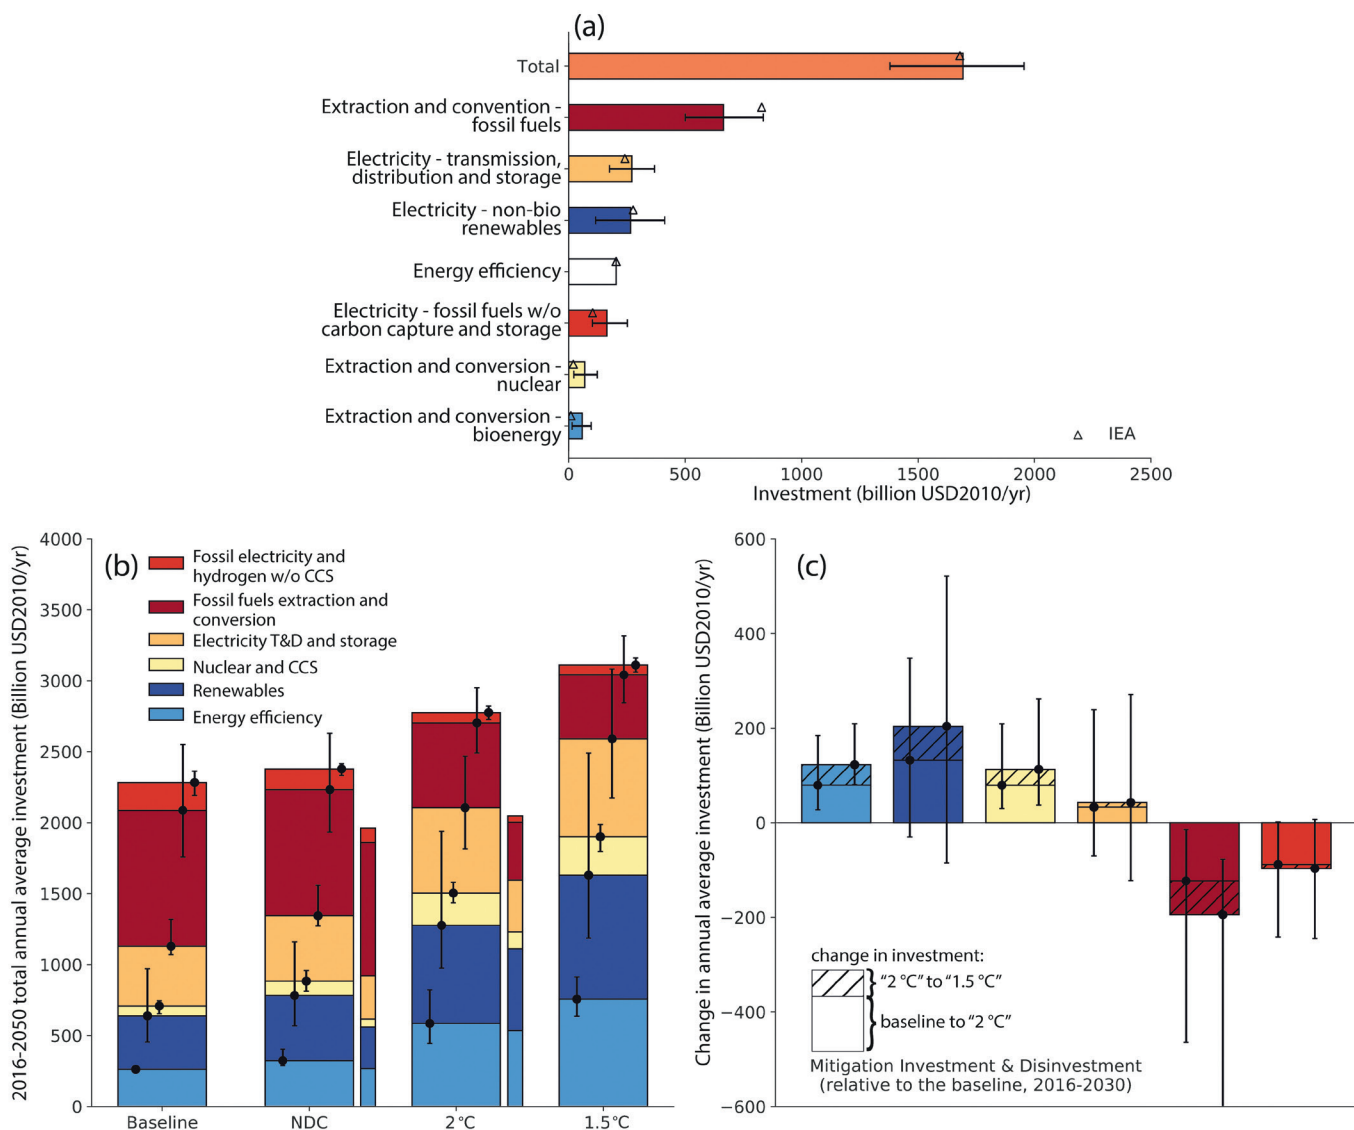 (a)
Total
Extraction and convention -
fossil fuels
Electricity - transmission,
distribution and storage
Electricity - non-bio
renewables
Energy efficiency
Electricity - fossil fuels w/o
carbon capture and storage
Extraction and conversion -
nuclear
Extraction and conversion -
bioenergy
IEA
0 500 1000 1500 2000 2500
Investment (billion USD2010/yr)
(b)
2016-2050 total annual average investment (Billion USD2010/yr)
4000
3500
3000
2500
2000
1500
1000
500
0
Fossil electricity and
hydrogen w/o CCS
Fossil fuels extraction and
conversion
Electricity T&D and storage
Nuclear and CCS
Renewables
Energy efficiency
Baseline NDC 2°C 1.5°C
(c)
Change in annual average investment (Billion USD2010/yr)
600
400
200
0
−200
−400
−600
change in investment:
“2 °C” to “1.5 °C”
baseline to “2 °C”
Mitigation Investment & Disinvestment
(relative to the baseline, 2016-2030)